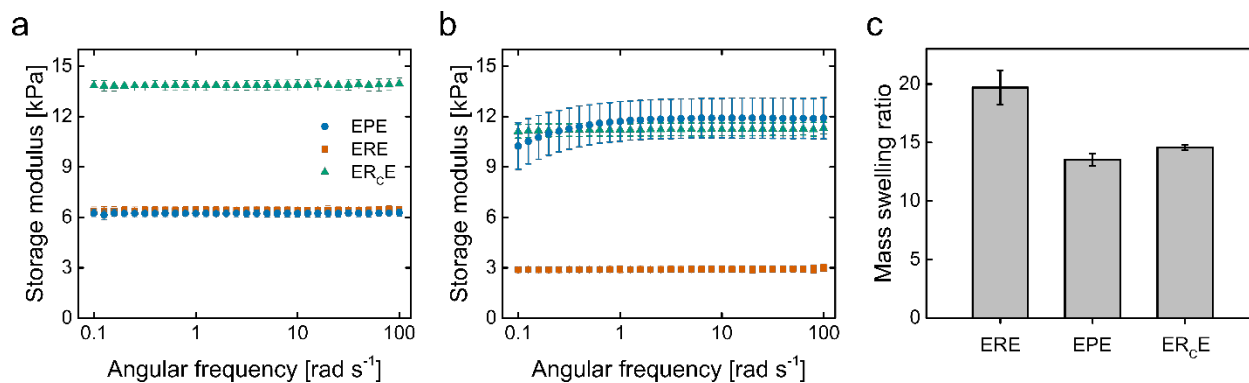 a
Storage modulus [kPa]
15
12
9
6
3
0
EPE
ERE
ER_CE
0.1
1
10
100
Angular frequency [rad s⁻¹]
b
Storage modulus [kPa]
15
12
9
6
3
0
0.1
1
10
100
Angular frequency [rad s⁻¹]
c
Mass swelling ratio
20
15
10
5
0
ERE
EPE
ER_CE